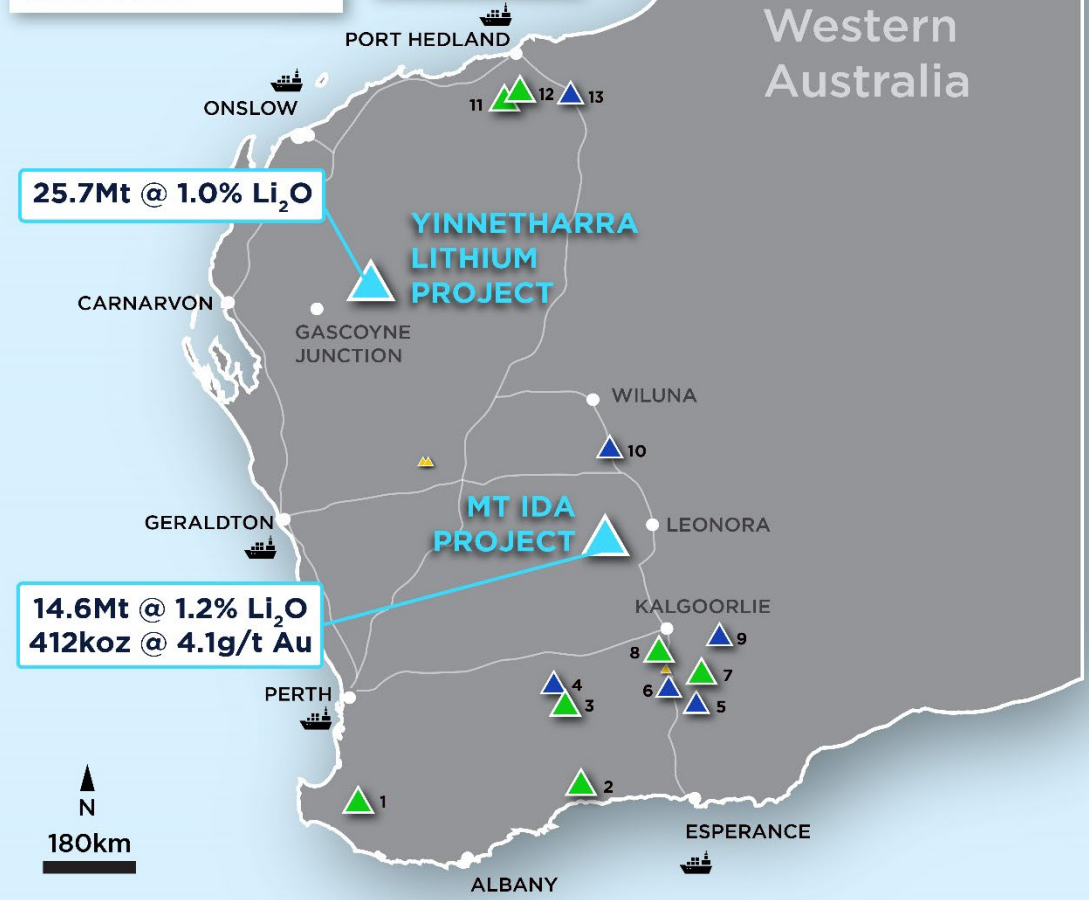 Western
Australia
PORT HEDLAND
ONSLOW
11
12
13
25.7Mt @ 1.0% Li₂O
YINNETHARRA
LITHIUM
PROJECT
CARNARVON
GASCOYNE
JUNCTION
WILUNA
10
MT IDA
PROJECT
GERALDTON
LEONORA
14.6Mt @ 1.2% Li₂O
412koz @ 4.1g/t Au
KALGOORLIE
9
8
7
6
5
4
3
PERTH
2
1
N
180km
ESPERANCE
ALBANY